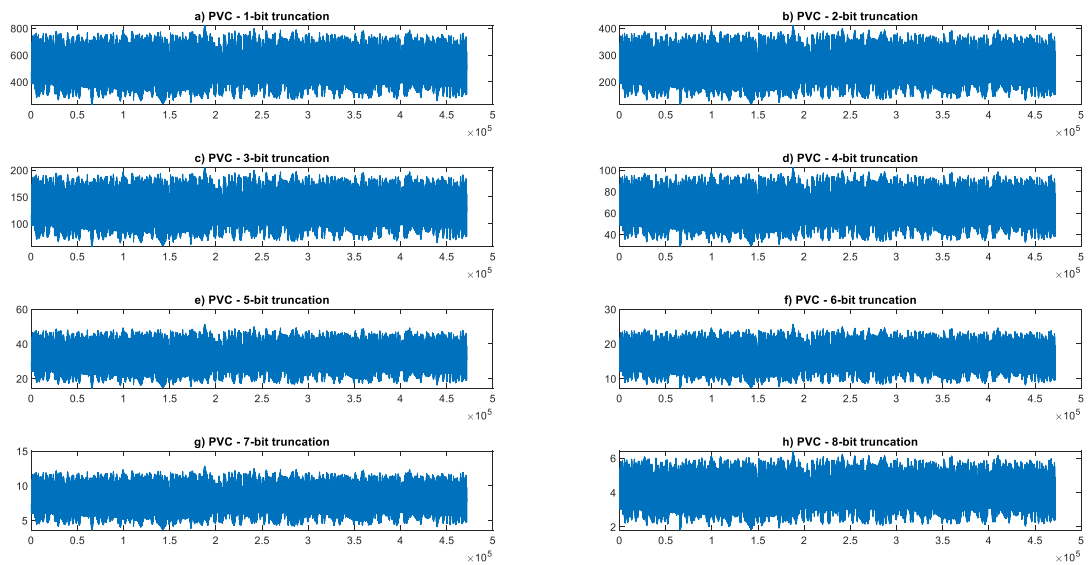 a) PVC - 1-bit truncation
800
600
400
0 0.5 1 1.5 2 2.5 3 3.5 4 4.5 5
×10^5
b) PVC - 2-bit truncation
400
300
200
0 0.5 1 1.5 2 2.5 3 3.5 4 4.5 5
×10^5
c) PVC - 3-bit truncation
200
150
100
0 0.5 1 1.5 2 2.5 3 3.5 4 4.5 5
×10^5
d) PVC - 4-bit truncation
100
80
60
40
0 0.5 1 1.5 2 2.5 3 3.5 4 4.5 5
×10^5
e) PVC - 5-bit truncation
60
40
20
0 0.5 1 1.5 2 2.5 3 3.5 4 4.5 5
×10^5
f) PVC - 6-bit truncation
30
20
10
0 0.5 1 1.5 2 2.5 3 3.5 4 4.5 5
×10^5
g) PVC - 7-bit truncation
15
10
5
0 0.5 1 1.5 2 2.5 3 3.5 4 4.5 5
×10^5
h) PVC - 8-bit truncation
6
4
2
0 0.5 1 1.5 2 2.5 3 3.5 4 4.5 5
×10^5